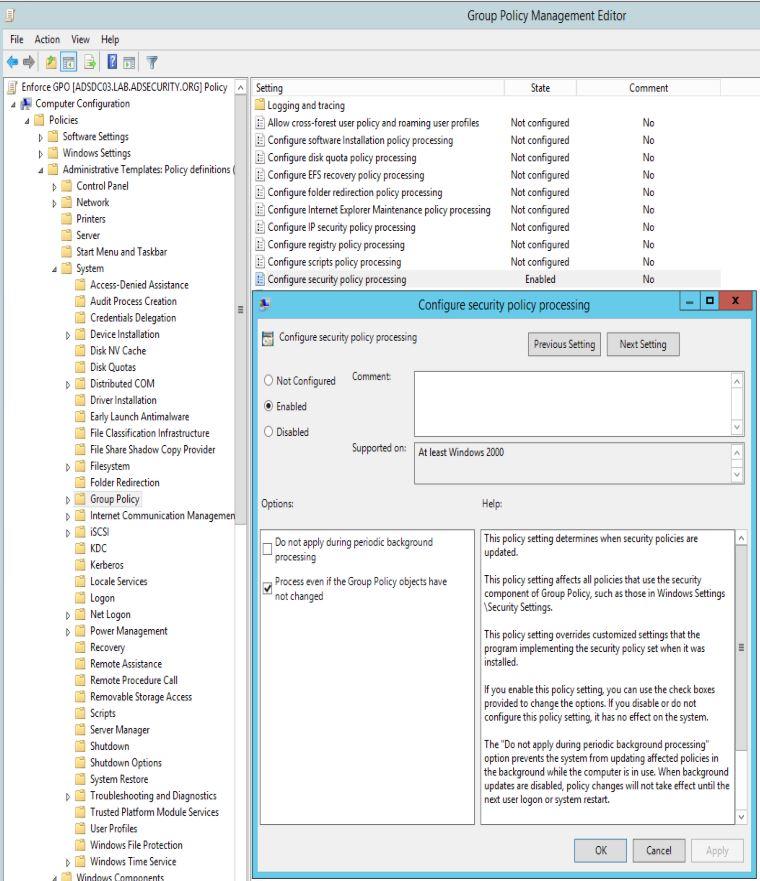 Group Policy Management Editor
File Action View Help
Enforce GPO [ADSDC03.LAB.ADSECURITY.ORG] Policy
Computer Configuration
Policies
Software Settings
Windows Settings
Administrative Templates: Policy definitions (
Control Panel
Network
Printers
Server
Start Menu and Taskbar
System
Access-Denied Assistance
Audit Process Creation
Credentials Delegation
Device Installation
Disk NV Cache
Disk Quotas
Distributed COM
Driver Installation
Early Launch Antimalware
File Classification Infrastructure
File Share Shadow Copy Provider
Filesystem
Folder Redirection
Group Policy
Internet Communication Managemen
iSCSI
KDC
Kerberos
Locale Services
Logon
Net Logon
Power Management
Recovery
Remote Assistance
Remote Procedure Call
Removable Storage Access
Scripts
Server Manager
Shutdown
Shutdown Options
System Restore
Troubleshooting and Diagnostics
Trusted Platform Module Services
User Profiles
Windows File Protection
Windows Time Service
Windows Components
Setting State Comment
Logging and tracing
Allow cross-forest user policy and roaming user profiles Not configured No
Configure software Installation policy processing Not configured No
Configure disk quota policy processing Not configured No
Configure EFS recovery policy processing Not configured No
Configure folder redirection policy processing Not configured No
Configure Internet Explorer Maintenance policy processing Not configured No
Configure IP security policy processing Not configured No
Configure registry policy processing Not configured No
Configure scripts policy processing Not configured No
Configure security policy processing Enabled No
Configure security policy processing
Configure security policy processing
Previous Setting Next Setting
Not Configured
Enabled
Disabled
Comment:
Supported on: At least Windows 2000
Options:
Do not apply during periodic background
processing
Process even if the Group Policy objects have
not changed
Help:
This policy setting determines when security policies are
updated.
This policy setting affects all policies that use the security
component of Group Policy, such as those in Windows Settings
\Security Settings.
This policy setting overrides customized settings that the
program implementing the security policy set when it was
installed.
If you enable this policy setting, you can use the check boxes
provided to change the options. If you disable or do not
configure this policy setting, it has no effect on the system.
The "Do not apply during periodic background processing"
option prevents the system from updating affected policies in
the background while the computer is in use. When background
updates are disabled, policy changes will not take effect until the
next user logon or system restart.
OK Cancel Apply